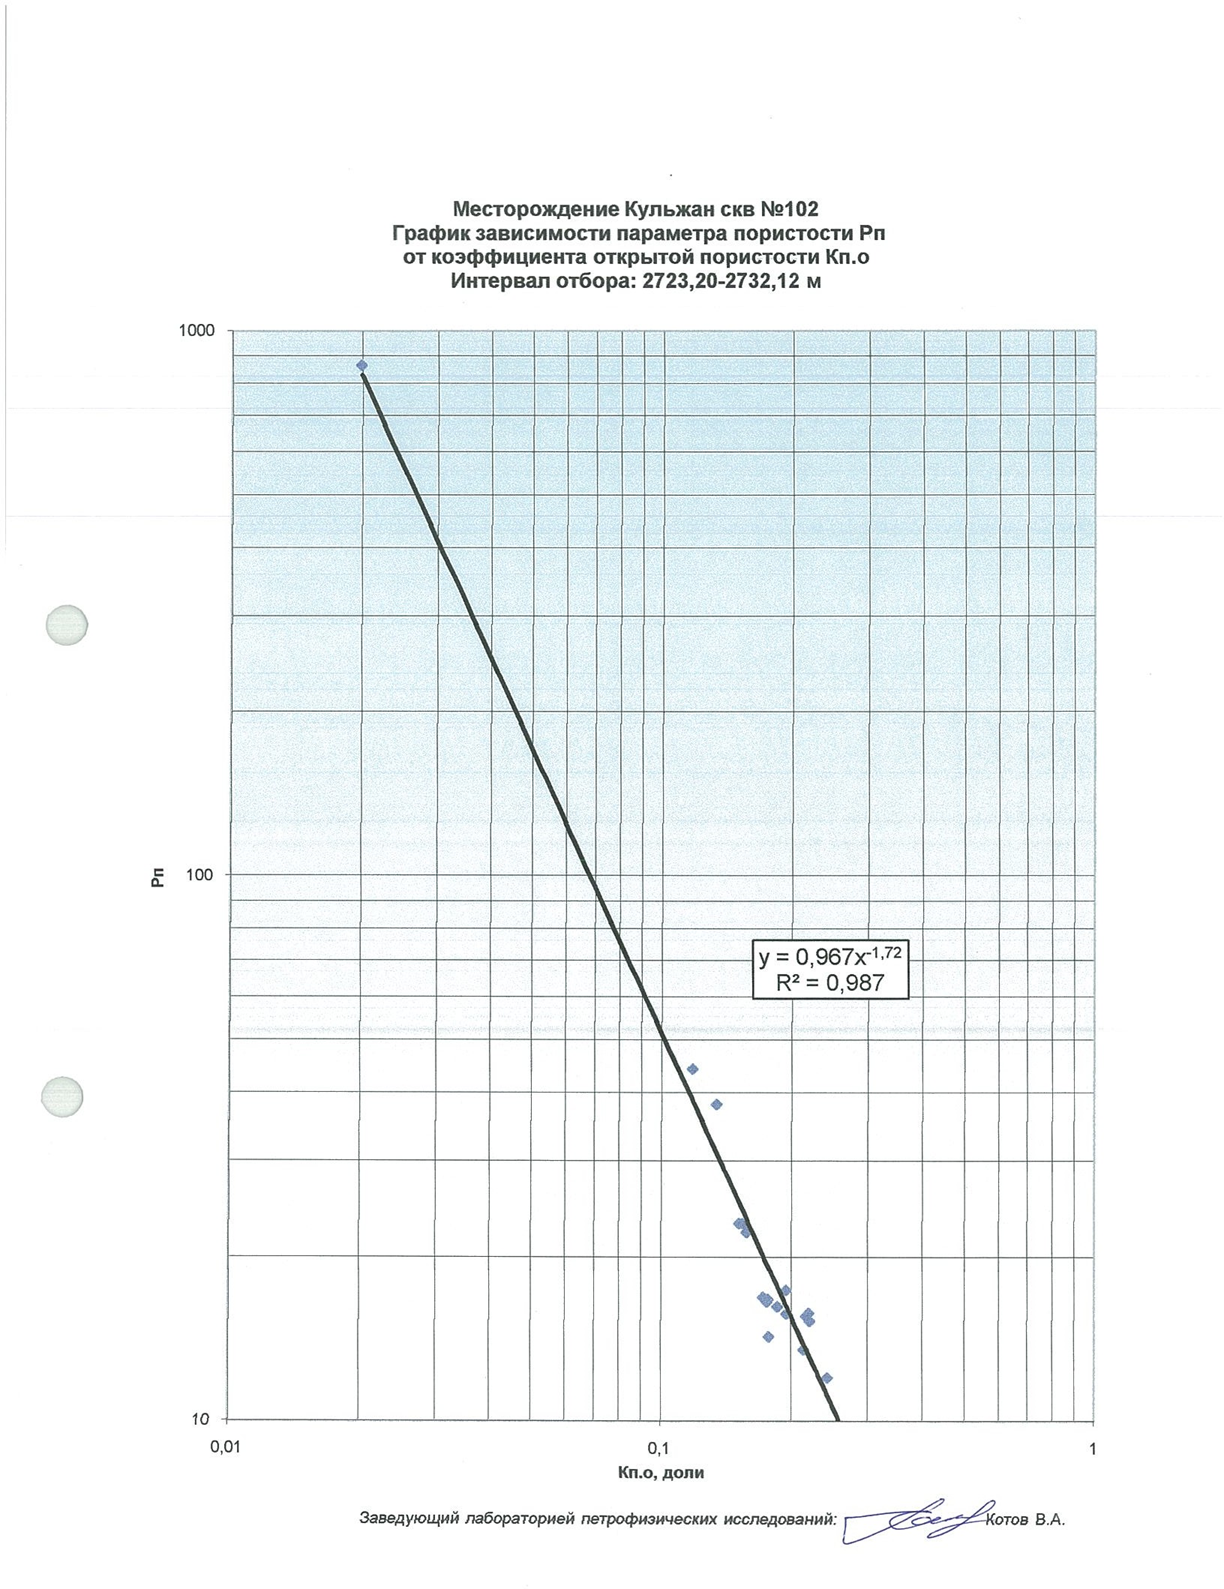 Месторождение Кульжан скв №102
График зависимости параметра пористости Рп
от коэффициента открытой пористости Кп.о
Интервал отбора: 2723,20-2732,12 м
1000
Рп
100
y = 0,967x⁻¹,⁷²
R² = 0,987
10
0,01
0,1
1
Кп.о, доли
Заведующий лабораторией петрофизических исследований: Котов В.А.